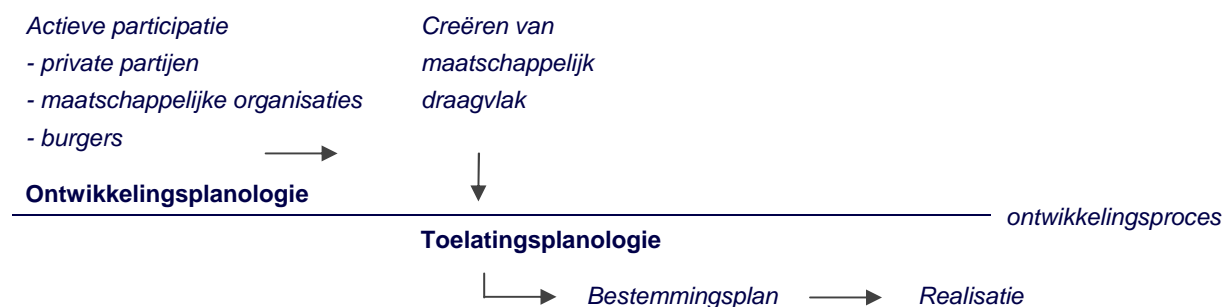 Actieve participatie
- private partijen
- maatschappelijke organisaties
- burgers
Creëren van
maatschappelijk
draagvlak
Ontwikkelingsplanologie
ontwikkelingsproces
Toelatingsplanologie
Bestemmingsplan
Realisatie